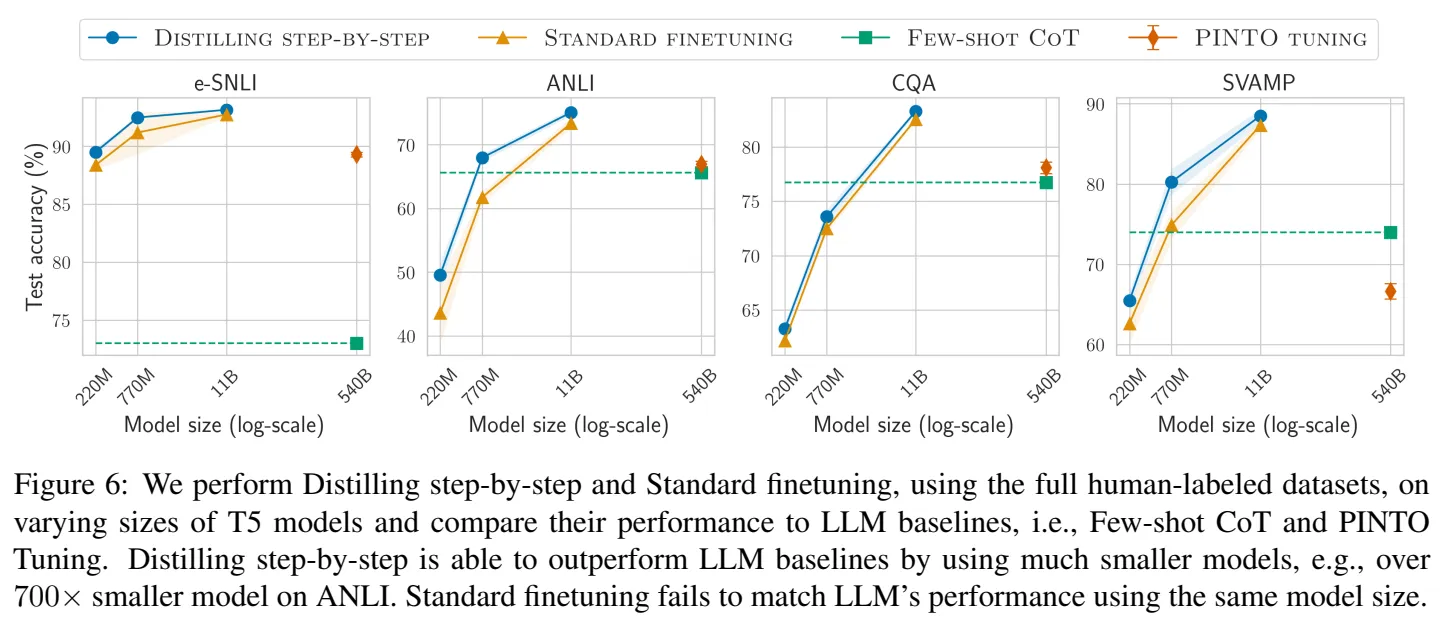 Distilling step-by-step
Standard finetuning
Few-shot CoT
PINTO tuning
e-SNLI
ANLI
CQA
SVAMP
Test accuracy (%)
90
85
80
75
220M
770M
11B
540B
Model size (log-scale)
70
60
50
40
220M
770M
11B
540B
Model size (log-scale)
80
75
70
65
220M
770M
11B
540B
Model size (log-scale)
90
80
70
60
220M
770M
11B
540B
Model size (log-scale)
Figure 6: We perform Distilling step-by-step and Standard finetuning, using the full human-labeled datasets, on
varying sizes of T5 models and compare their performance to LLM baselines, i.e., Few-shot CoT and PINTO
Tuning. Distilling step-by-step is able to outperform LLM baselines by using much smaller models, e.g., over
700× smaller model on ANLI. Standard finetuning fails to match LLM's performance using the same model size.